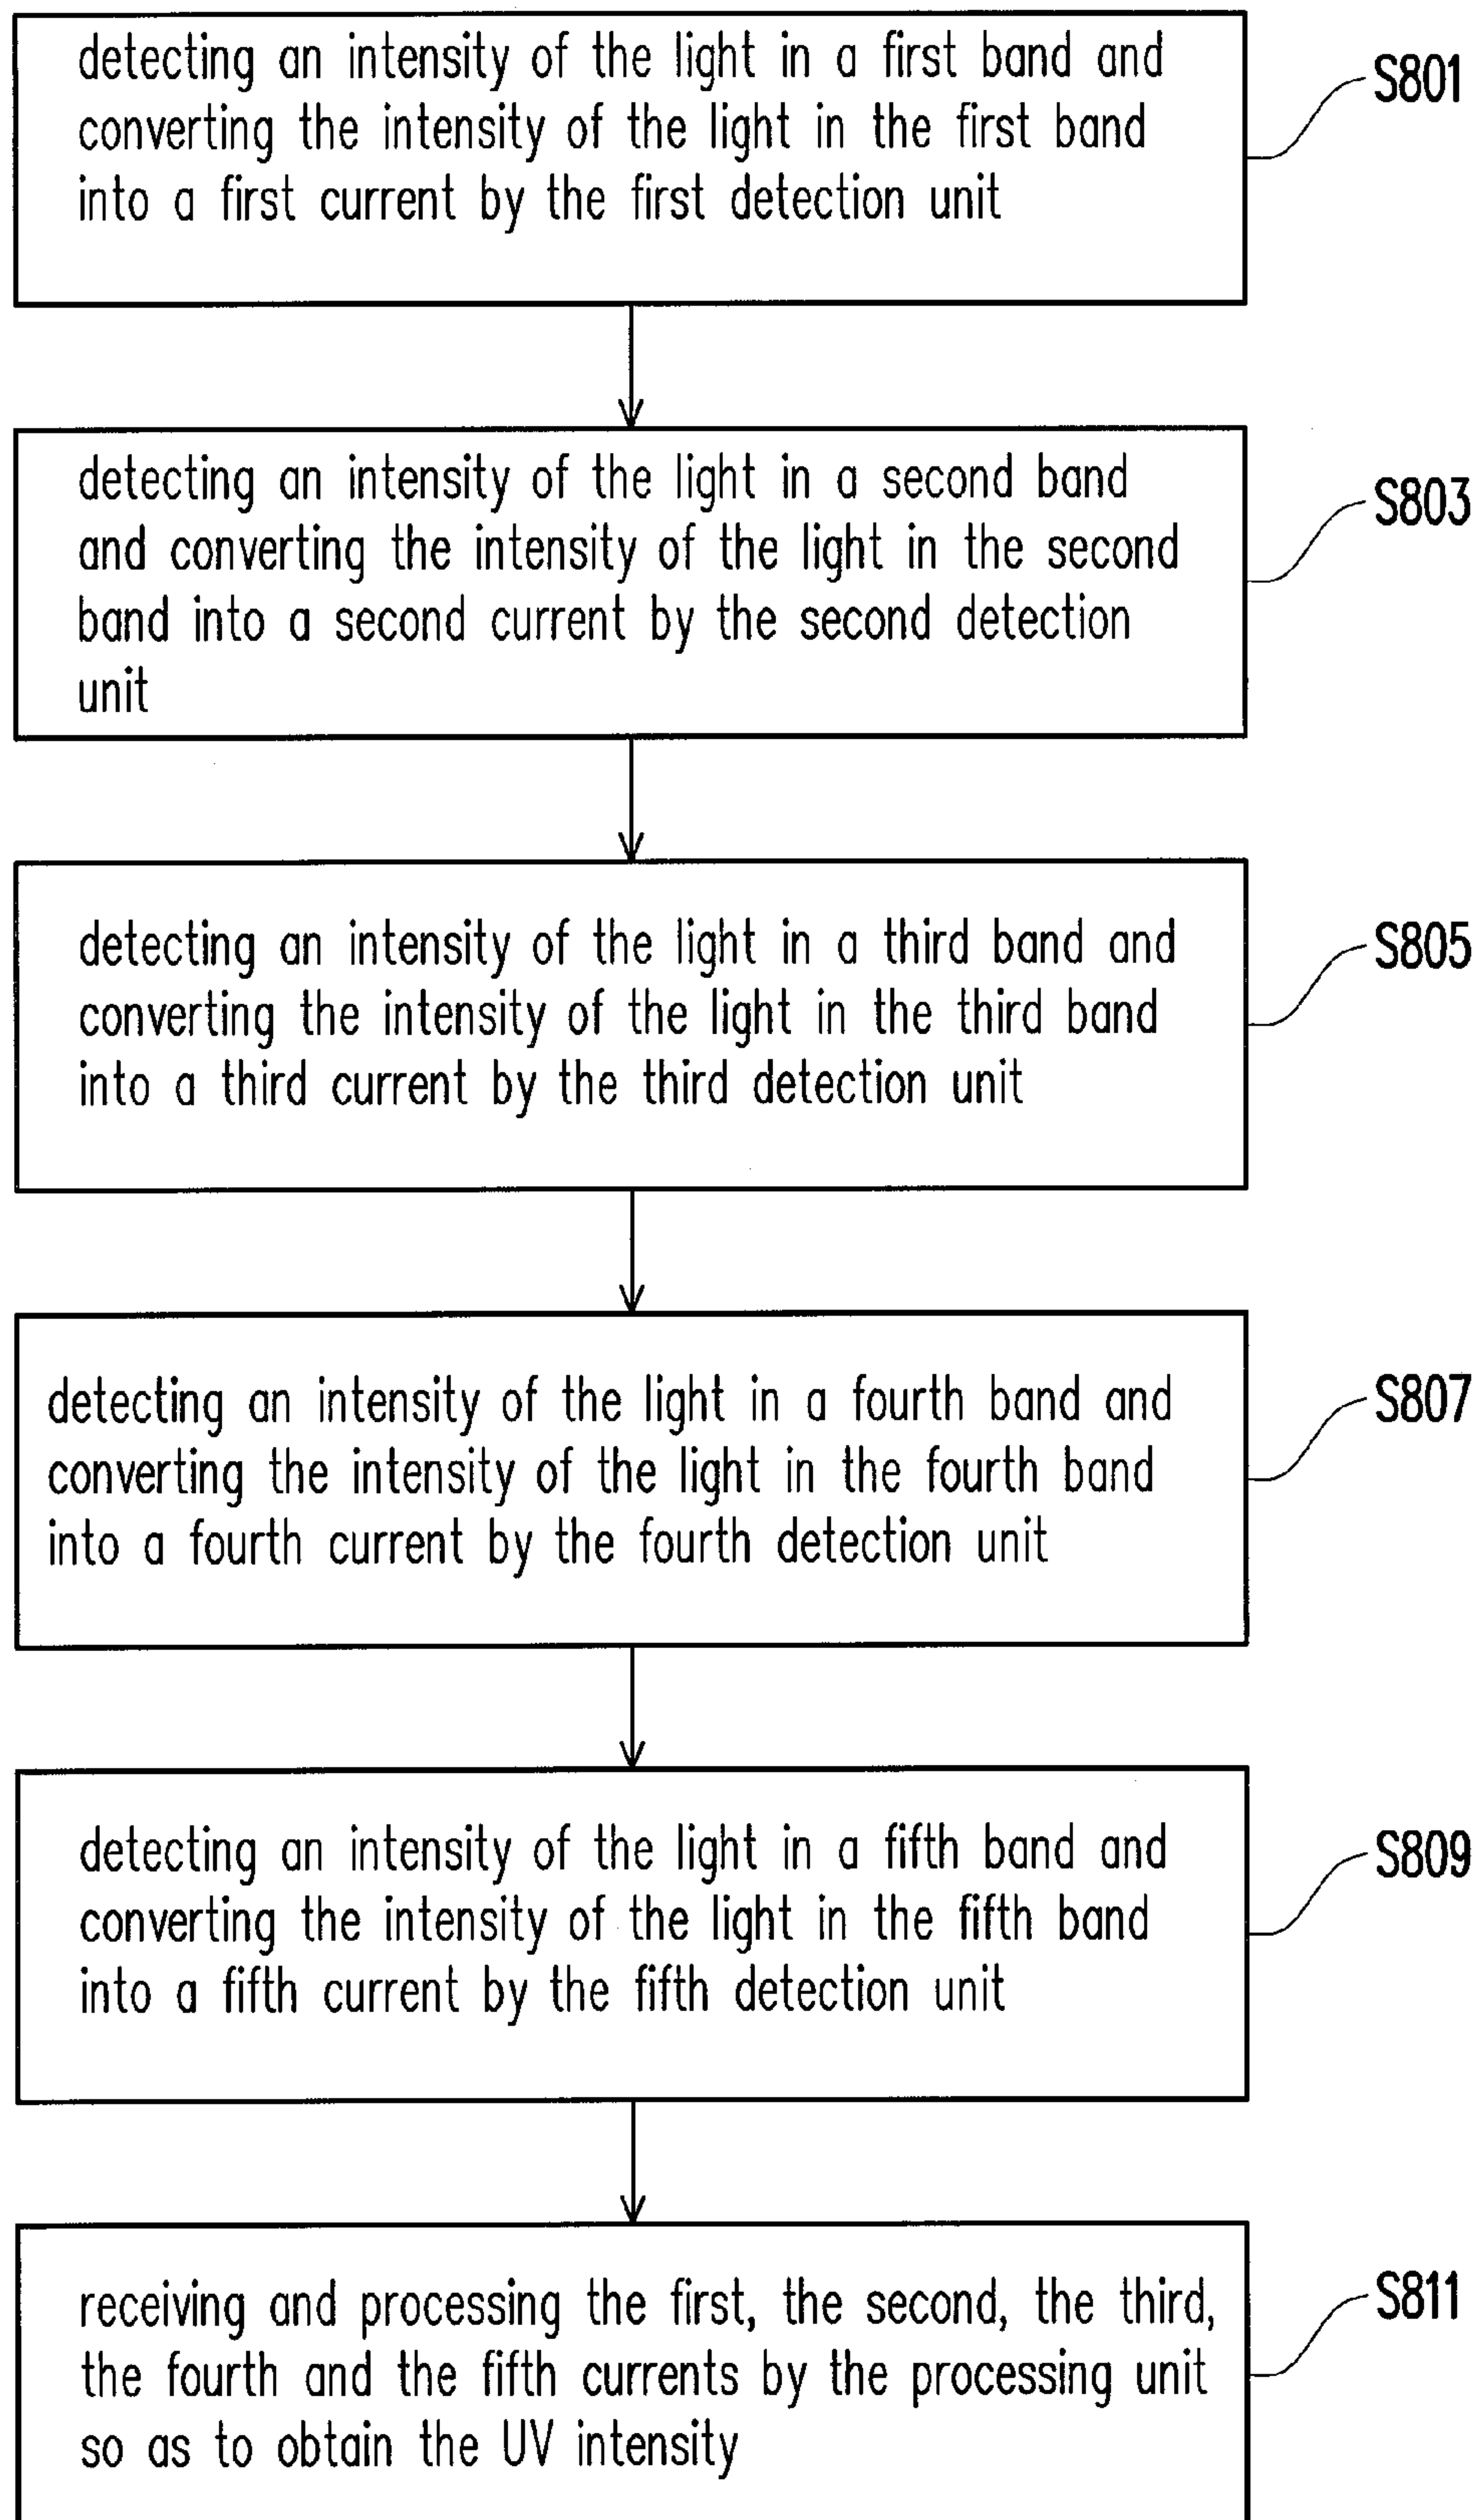 detecting an intensity of the light in a first band and
converting the intensity of the light in the first band
into a first current by the first detection unit
S801
detecting an intensity of the light in a second band
and converting the intensity of the light in the second
band into a second current by the second detection
unit
S803
detecting an intensity of the light in a third band and
converting the intensity of the light in the third band
into a third current by the third detection unit
S805
detecting an intensity of the light in a fourth band and
converting the intensity of the light in the fourth band
into a fourth current by the fourth detection unit
S807
detecting an intensity of the light in a fifth band and
converting the intensity of the light in the fifth band
into a fifth current by the fifth detection unit
S809
receiving and processing the first, the second, the third,
the fourth and the fifth currents by the processing unit
so as to obtain the UV intensity
S811